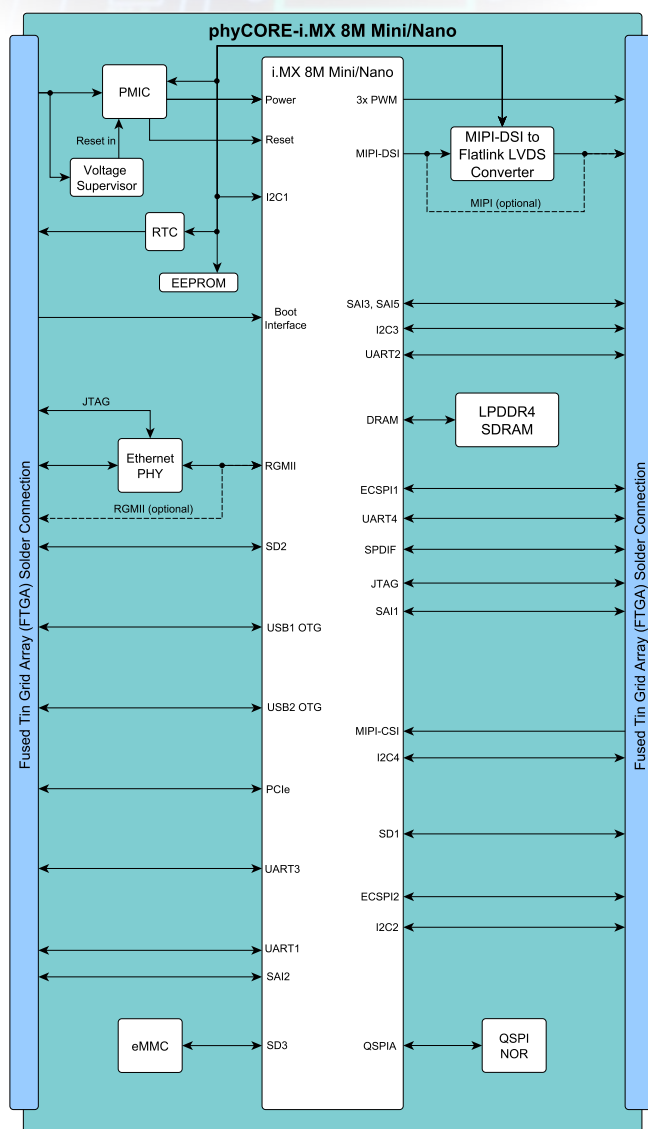 phyCORE-i.MX 8M Mini/Nano
i.MX 8M Mini/Nano
PMIC
Power
3x PWM
Reset in
Reset
MIPI-DSI
MIPI-DSI to
Flatlink LVDS
Converter
Voltage
Supervisor
I2C1
MIPI (optional)
RTC
EEPROM
Boot
Interface
SAI3, SAI5
I2C3
UART2
JTAG
DRAM
LPDDR4
SDRAM
Ethernet
PHY
RGMII
RGMII (optional)
ECSPI1
UART4
SD2
SPDIF
JTAG
SAI1
USB1 OTG
USB2 OTG
MIPI-CSI
I2C4
PCIe
SD1
UART3
ECSPI2
I2C2
UART1
SAI2
eMMC
SD3
QSPIA
QSPI
NOR
Fused Tin Grid Array (FTGA) Solder Connection
Fused Tin Grid Array (FTGA) Solder Connection